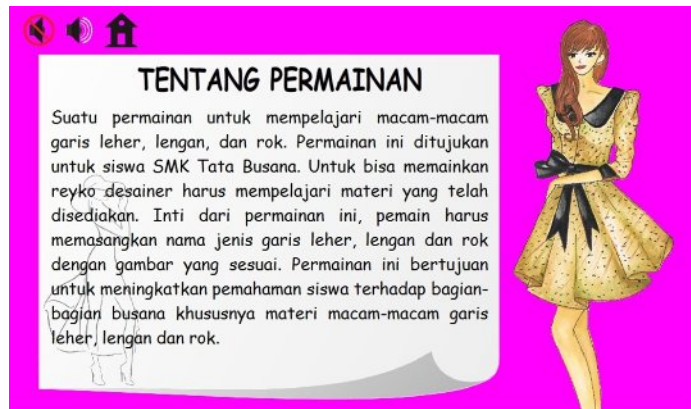 TENTANG PERMAINAN
Suatu permainan untuk mempelajari macam-macam
garis leher, lengan, dan rok. Permainan ini ditujukan
untuk siswa SMK Tata Busana. Untuk bisa memainkan
reyko desainer harus mempelajari materi yang telah
disediakan. Inti dari permainan ini, pemain harus
memasangkan nama jenis garis leher, lengan dan rok
dengan gambar yang sesuai. Permainan ini bertujuan
untuk meningkatkan pemahaman siswa terhadap bagian-
bagian busana khususnya materi macam-macam garis
leher, lengan dan rok.